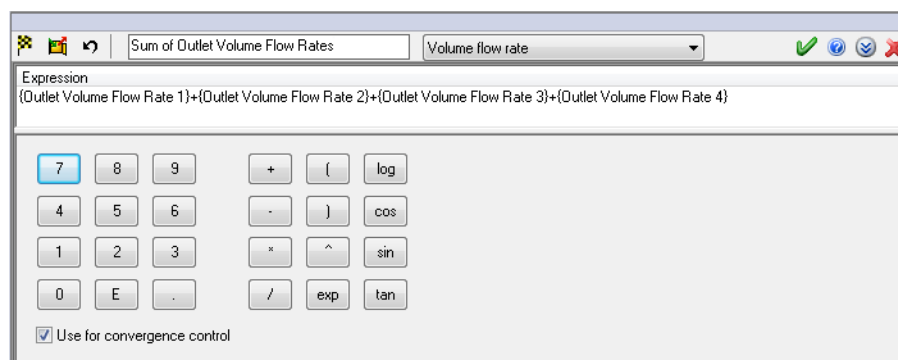 Sum of Outlet Volume Flow Rates Volume flow rate
Expression
{Outlet Volume Flow Rate 1}+{Outlet Volume Flow Rate 2}+{Outlet Volume Flow Rate 3}+{Outlet Volume Flow Rate 4}
7 8 9 + ( log
4 5 6 - ) cos
1 2 3 * ^ sin
0 E . / exp tan
Use for convergence control